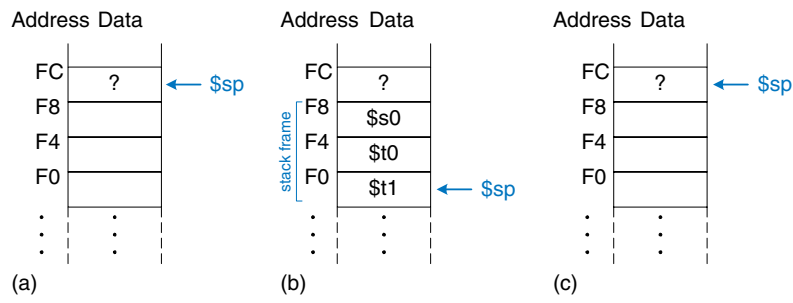 Address Data
FC
?
$sp
F8
F4
F0
(a)
Address Data
FC
?
F8
$s0
F4
$t0
F0
$t1
$sp
stack frame
(b)
Address Data
FC
?
$sp
F8
F4
F0
(c)